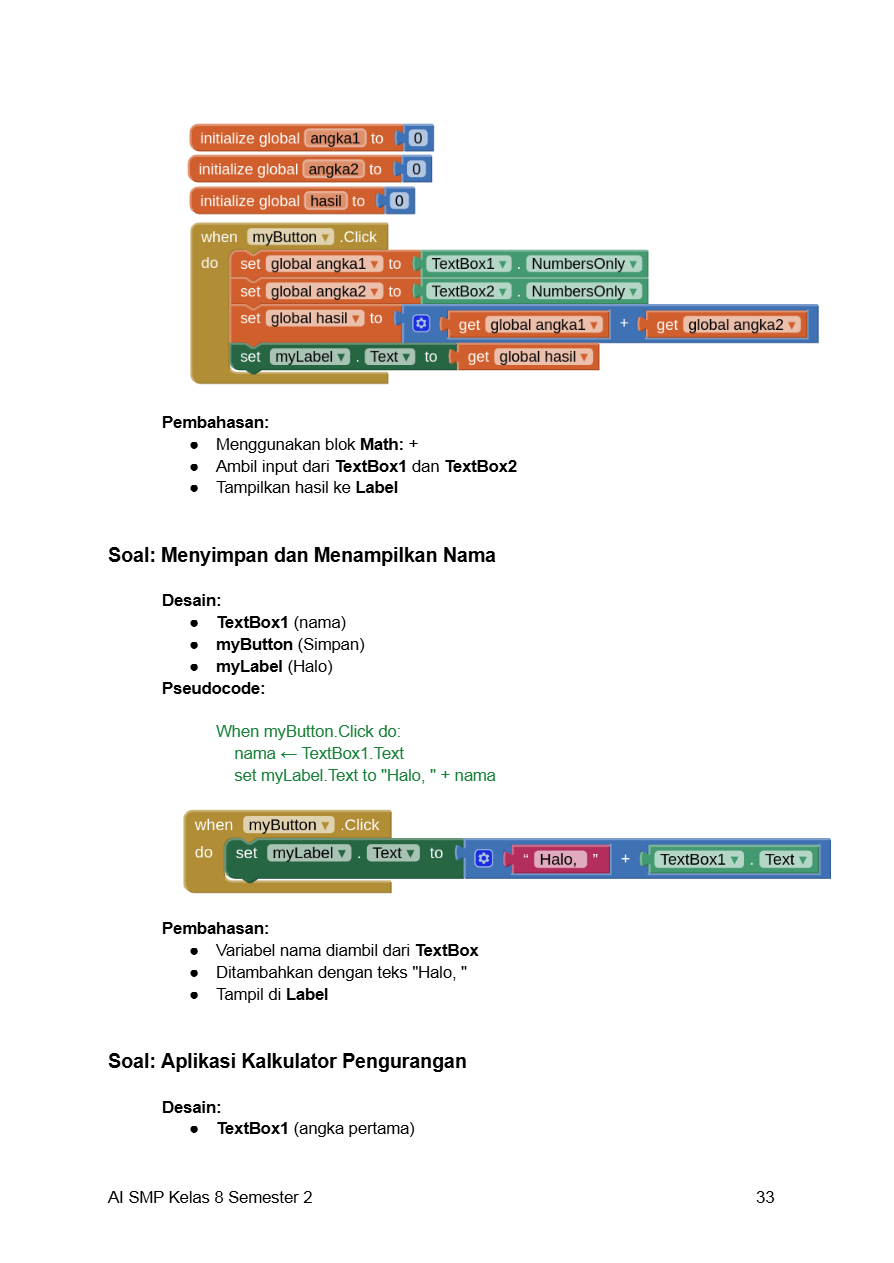 initialize global angka1 to 0
initialize global angka2 to 0
initialize global hasil to 0
when myButton ▾ .Click
do set global angka1 ▾ to TextBox1 ▾ . NumbersOnly ▾
set global angka2 ▾ to TextBox2 ▾ . NumbersOnly ▾
set global hasil ▾ to get global angka1 ▾ + get global angka2 ▾
set myLabel ▾ . Text ▾ to get global hasil ▾
Pembahasan:
● Menggunakan blok Math: +
● Ambil input dari TextBox1 dan TextBox2
● Tampilkan hasil ke Label
Soal: Menyimpan dan Menampilkan Nama
Desain:
● TextBox1 (nama)
● myButton (Simpan)
● myLabel (Halo)
Pseudocode:
When myButton.Click do:
nama ← TextBox1.Text
set myLabel.Text to "Halo, " + nama
when myButton ▾ .Click
do set myLabel ▾ . Text ▾ to “ Halo, ” + TextBox1 ▾ . Text ▾
Pembahasan:
● Variabel nama diambil dari TextBox
● Ditambahkan dengan teks "Halo, "
● Tampil di Label
Soal: Aplikasi Kalkulator Pengurangan
Desain:
● TextBox1 (angka pertama)
AI SMP Kelas 8 Semester 2 33